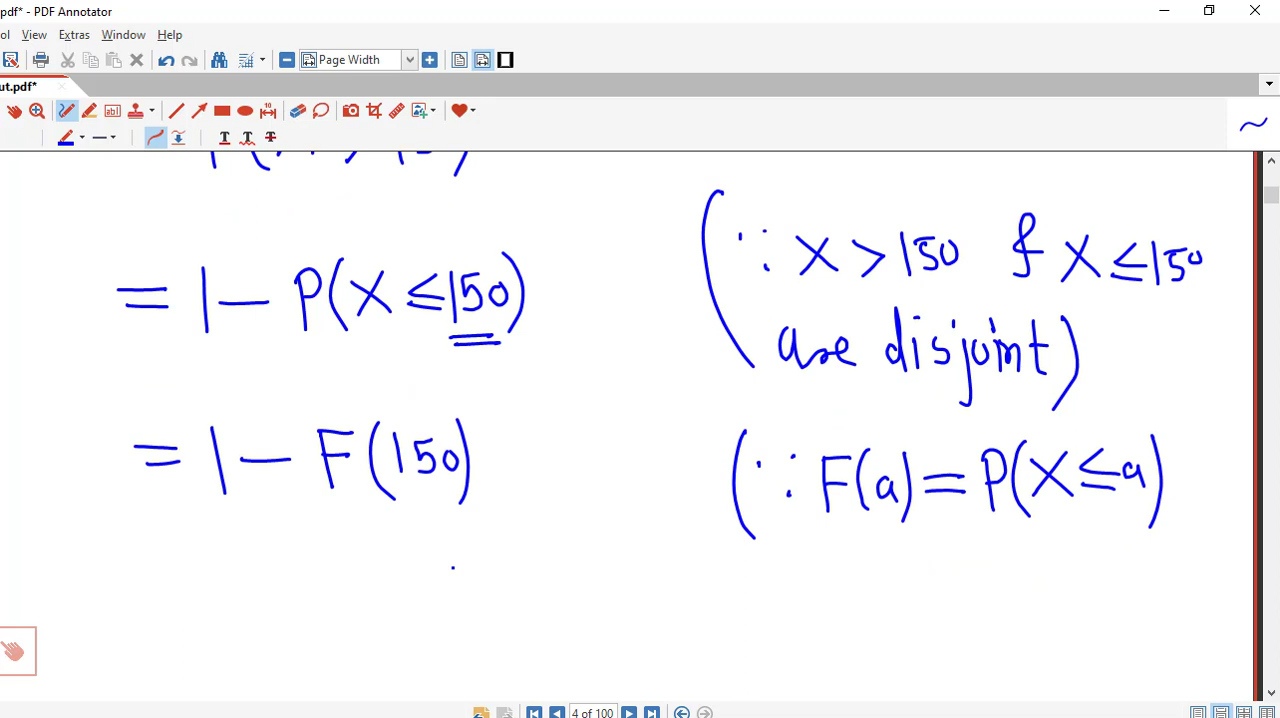 .pdf* - PDF Annotator
ol View Extras Window Help
Page Width
ut.pdf*
= 1 - P(X ≤ 150)
(∵ X > 150 & X ≤ 150
are disjoint)
= 1 - F(150)
(∵ F(a) = P(X ≤ a)
4 of 100